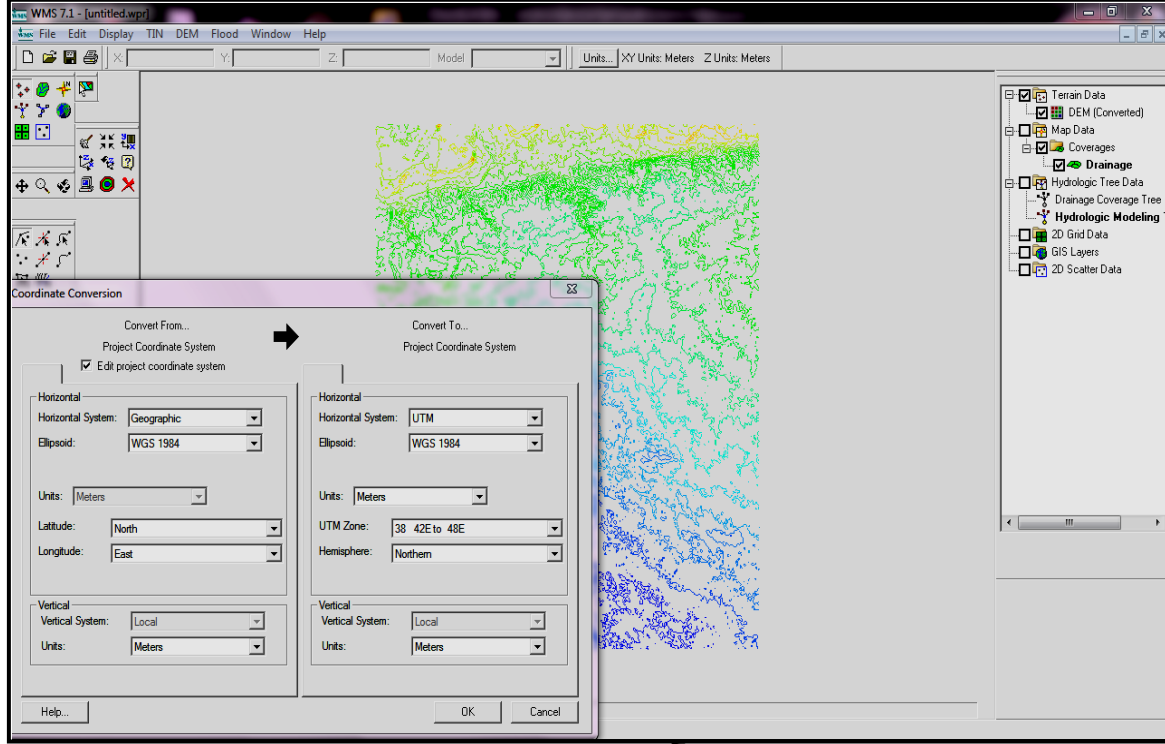 WMS 7.1 - [untitled.wpr]
File Edit Display TIN DEM Flood Window Help
X: Y: Z: Model Units... XY Units: Meters Z Units: Meters
Terrain Data
DEM (Converted)
Map Data
Coverages
Drainage
Hydrologic Tree Data
Drainage Coverage Tree
Hydrologic Modeling
2D Grid Data
GIS Layers
2D Scatter Data
Coordinate Conversion
Convert From...
Project Coordinate System
Edit project coordinate system
Horizontal
Horizontal System: Geographic
Ellipsoid: WGS 1984
Units: Meters
Latitude: North
Longitude: East
Vertical
Vertical System: Local
Units: Meters
Convert To...
Project Coordinate System
Horizontal
Horizontal System: UTM
Ellipsoid: WGS 1984
Units: Meters
UTM Zone: 38 42E to 48E
Hemisphere: Northern
Vertical
Vertical System: Local
Units: Meters
Help... OK Cancel